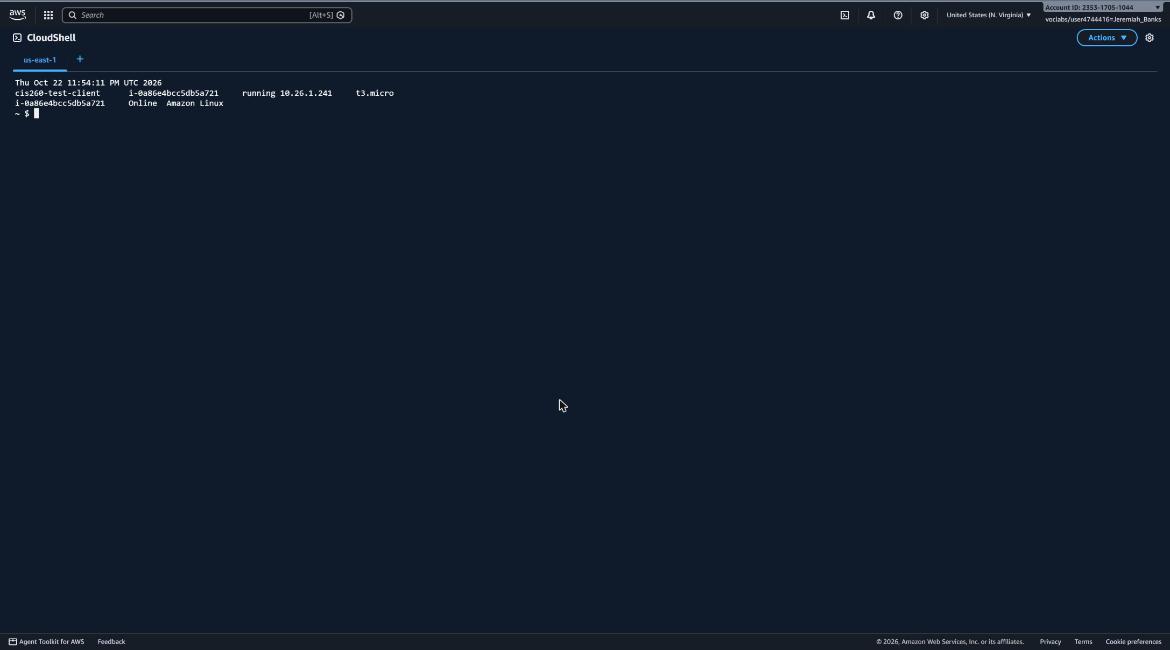 aws
Search
[Alt+S]
United States (N. Virginia)
Account ID: 2353-1705-1044
voclabs/user4744416=Jeremiah_Banks
CloudShell
Actions
us-east-1
+
Thu Oct 22 11:54:11 PM UTC 2026
cis260-test-client i-0a86e4bcc5db5a721 running 10.26.1.241 t3.micro
i-0a86e4bcc5db5a721 Online Amazon Linux
~ $
Agent Toolkit for AWS
Feedback
© 2026, Amazon Web Services, Inc. or its affiliates.
Privacy
Terms
Cookie preferences